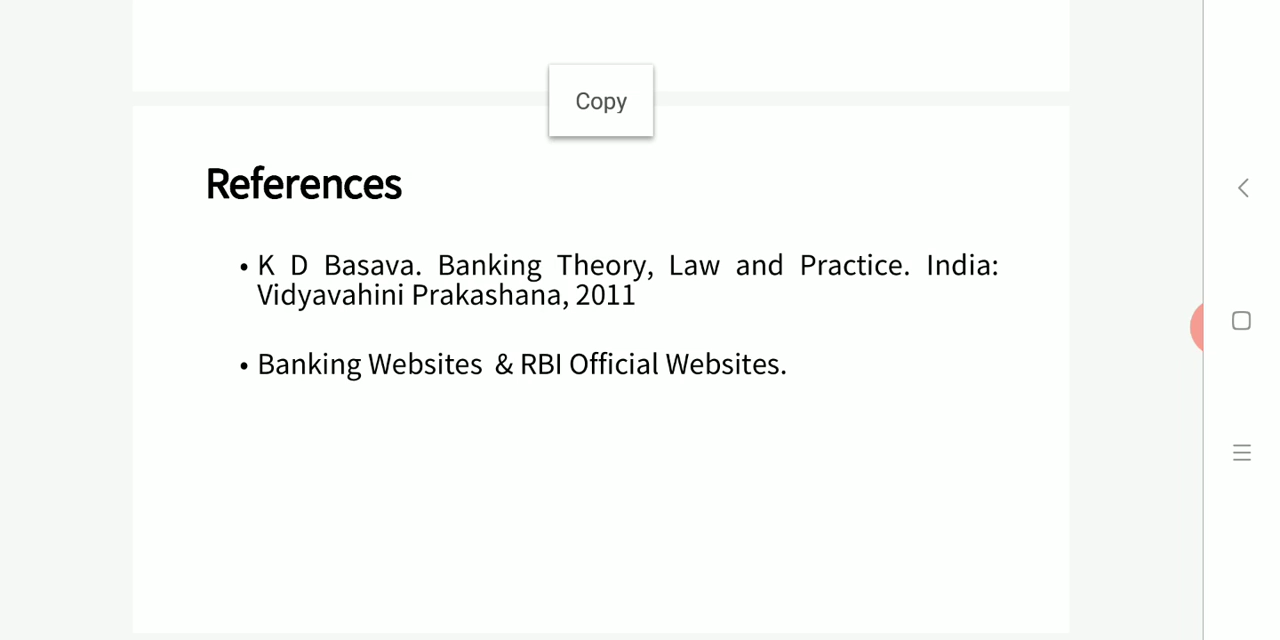 Copy
References
• K D Basava. Banking Theory, Law and Practice. India:
Vidyavahini Prakashana, 2011
• Banking Websites & RBI Official Websites.